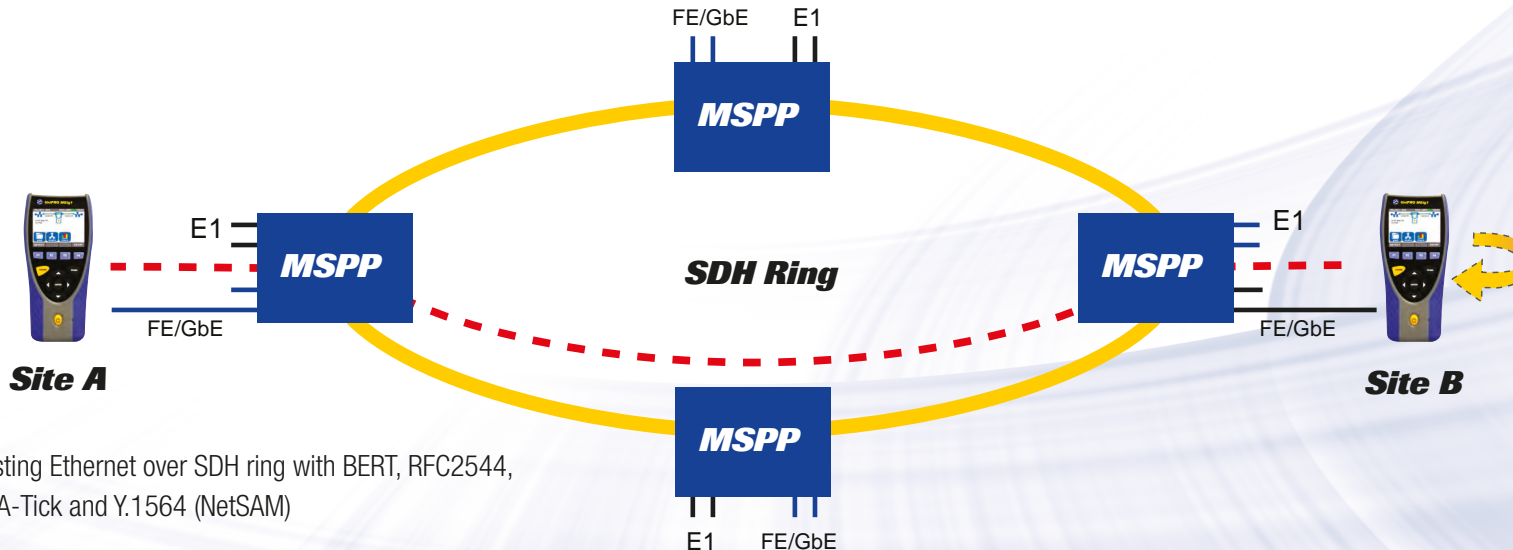 FE/GbE E1
MSPP
E1
MSPP
FE/GbE
Site A
SDH Ring
MSPP
E1
FE/GbE
Site B
MSPP
E1 FE/GbE
sting Ethernet over SDH ring with BERT, RFC2544,
A-Tick and Y.1564 (NetSAM)